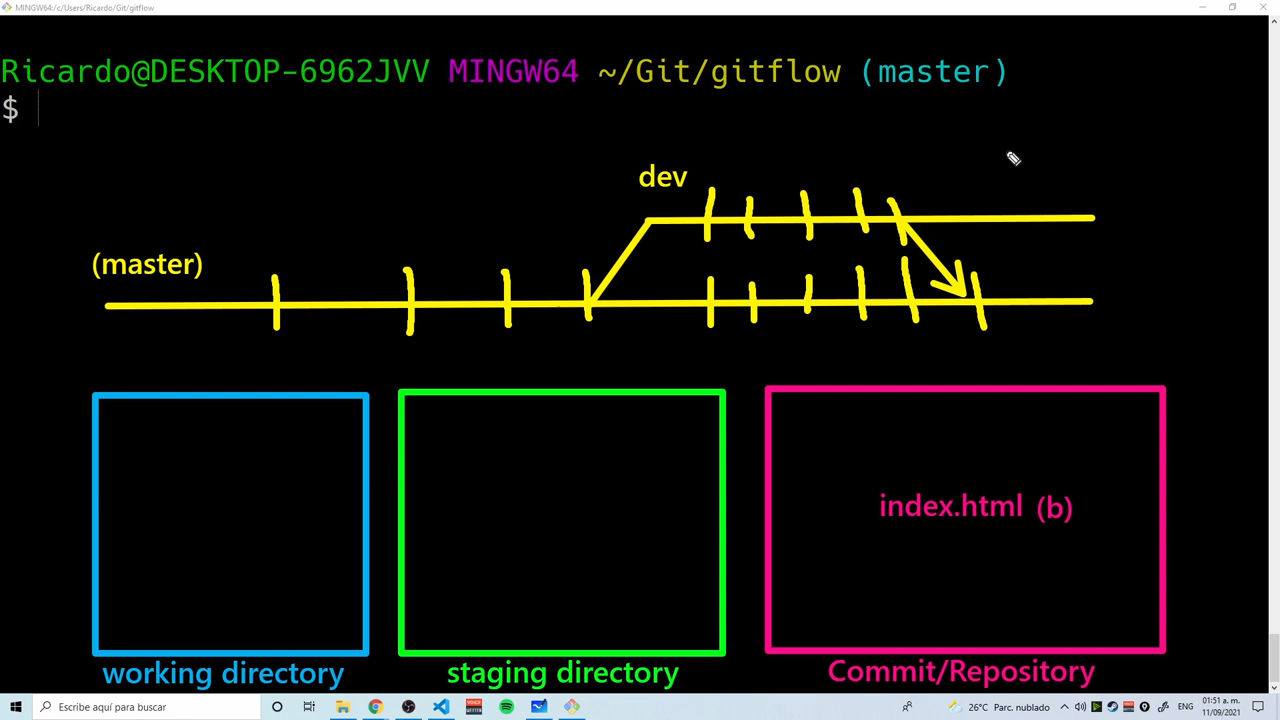 MINGW64:/c/Users/Ricardo/Git/gitflow
Ricardo@DESKTOP-6962JVV MINGW64 ~/Git/gitflow (master)
$
dev
(master)
index.html (b)
working directory
staging directory
Commit/Repository
Escribe aquí para buscar
26°C Parc. nublado
ENG
01:51 a. m.
11/09/2021